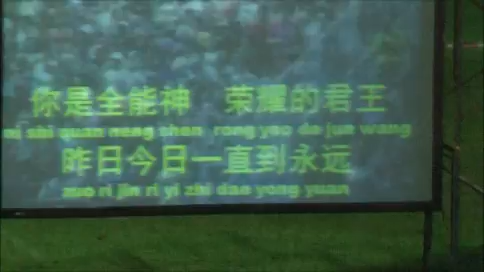 你是全能神 荣耀的君王
ni shi quan neng shen rong yao de jun wang
昨日今日一直到永远
zuo ri jin ri yi zhi dao yong yuan